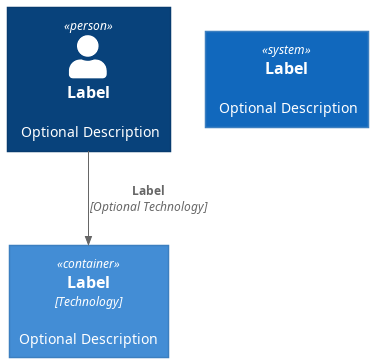 «person»
Label
Optional Description
«system»
Label
Optional Description
Label
[Optional Technology]
«container»
Label
[Technology]
Optional Description